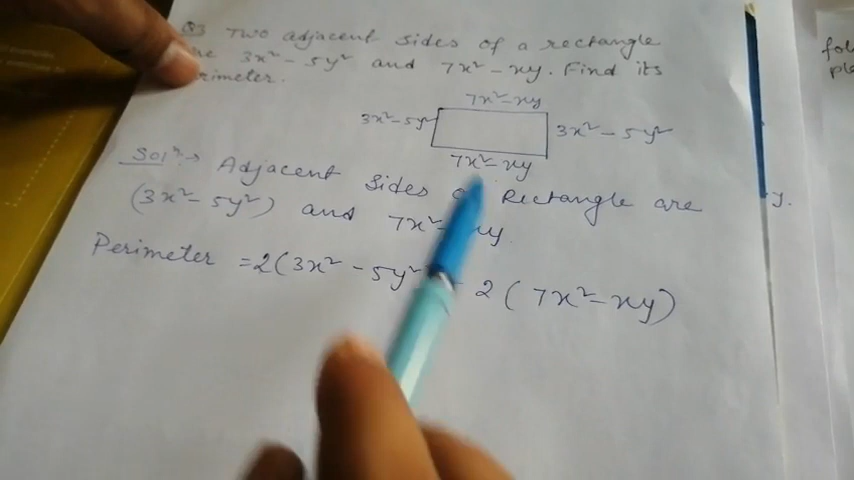 Q3 Two adjacent sides of a rectangle
3x² - 5y² and 7x² - xy. Find its
7x² - xy
3x² - 5y²
3x² - 5y²
7x² - xy
Solⁿ → Adjacent sides Rectangle are
(3x² - 5y²) and 7x²
Perimeter = 2(3x² - 5y² 2(7x² - xy)
y.